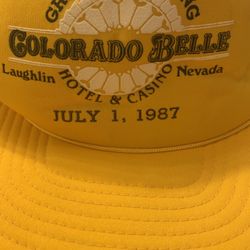 COLORADO BELLE
Laughlin Nevada
HOTEL & CASINO
JULY 1, 1987